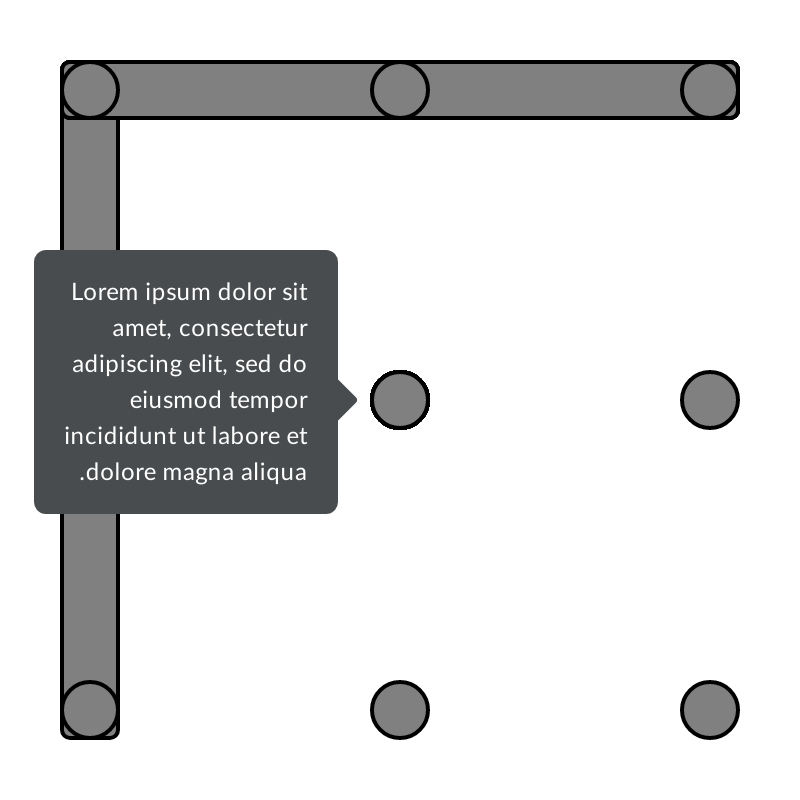 Lorem ipsum dolor sit
amet, consectetur
adipiscing elit, sed do
eiusmod tempor
incididunt ut labore et
.dolore magna aliqua